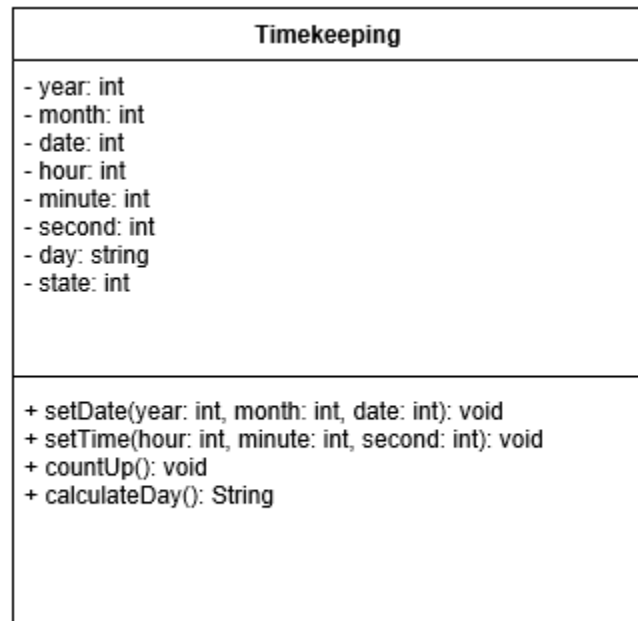 Timekeeping
- year: int
- month: int
- date: int
- hour: int
- minute: int
- second: int
- day: string
- state: int
+ setDate(year: int, month: int, date: int): void
+ setTime(hour: int, minute: int, second: int): void
+ countUp(): void
+ calculateDay(): String